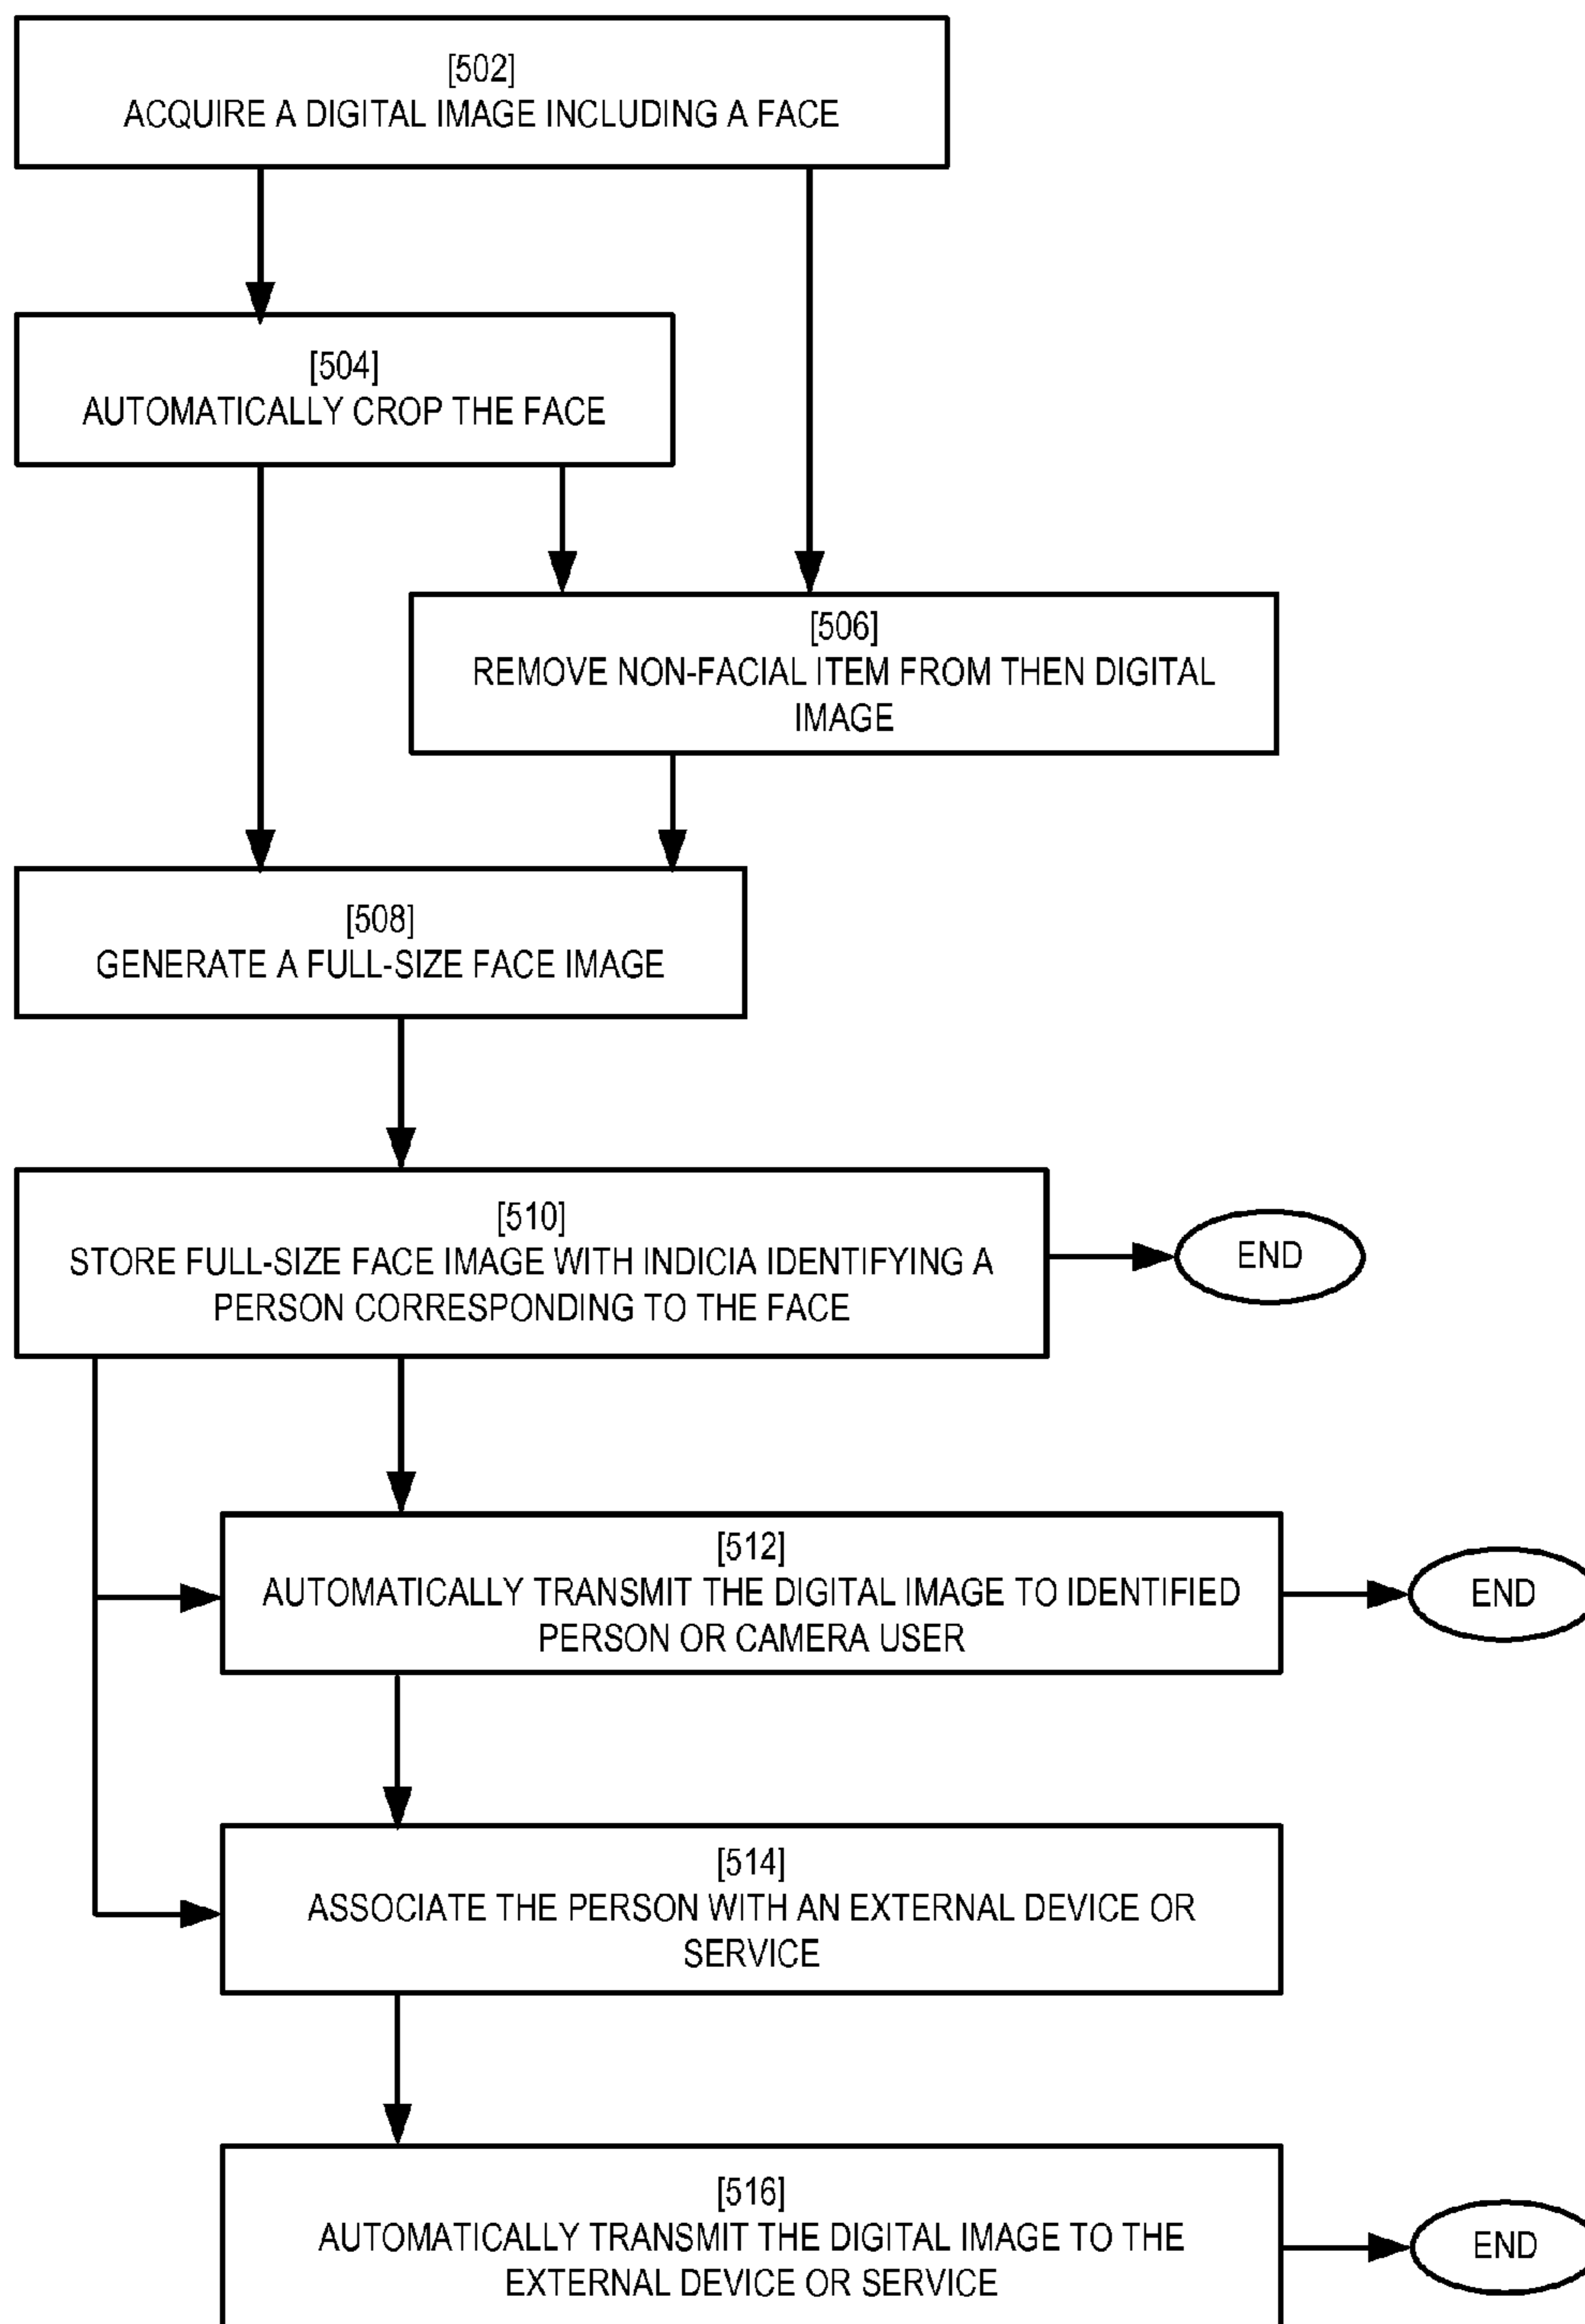 [502]
ACQUIRE A DIGITAL IMAGE INCLUDING A FACE
[504]
AUTOMATICALLY CROP THE FACE
[506]
REMOVE NON-FACIAL ITEM FROM THEN DIGITAL
IMAGE
[508]
GENERATE A FULL-SIZE FACE IMAGE
[510]
STORE FULL-SIZE FACE IMAGE WITH INDICIA IDENTIFYING A
PERSON CORRESPONDING TO THE FACE
END
[512]
AUTOMATICALLY TRANSMIT THE DIGITAL IMAGE TO IDENTIFIED
PERSON OR CAMERA USER
END
[514]
ASSOCIATE THE PERSON WITH AN EXTERNAL DEVICE OR
SERVICE
[516]
AUTOMATICALLY TRANSMIT THE DIGITAL IMAGE TO THE
EXTERNAL DEVICE OR SERVICE
END